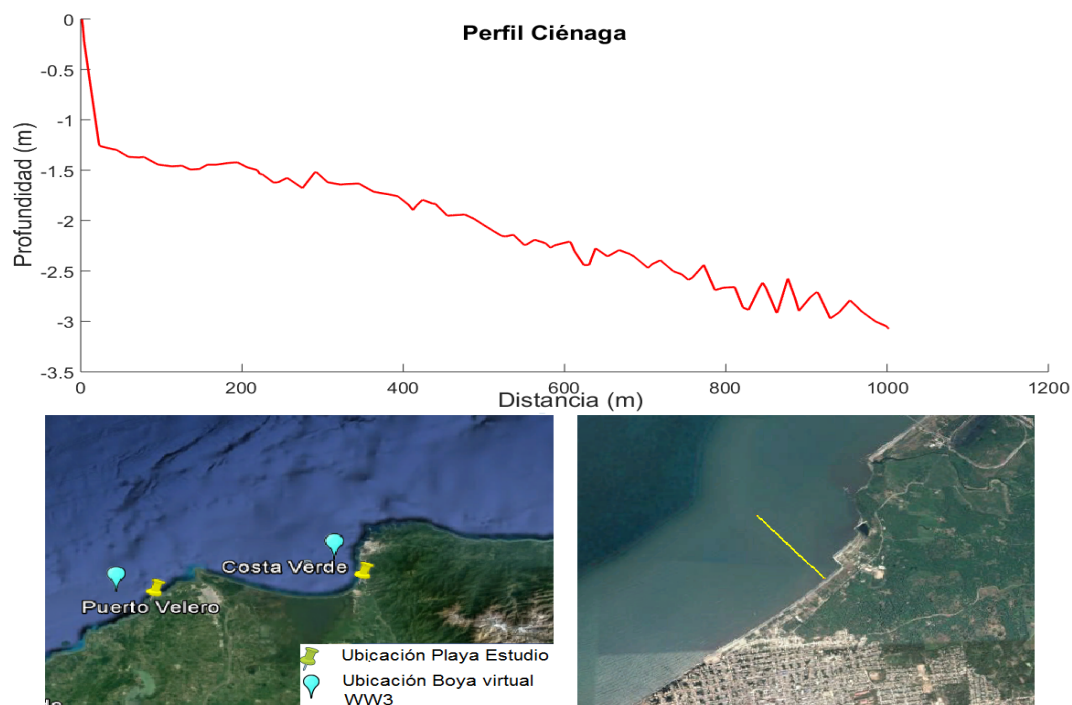 Perfil Ciénaga
Profundidad (m)
0
-0.5
-1
-1.5
-2
-2.5
-3
-3.5
0 200 400 600 800 1000 1200
Distancia (m)
Costa Verde
Puerto Velero
Ubicación Playa Estudio
Ubicación Boya virtual
WW3